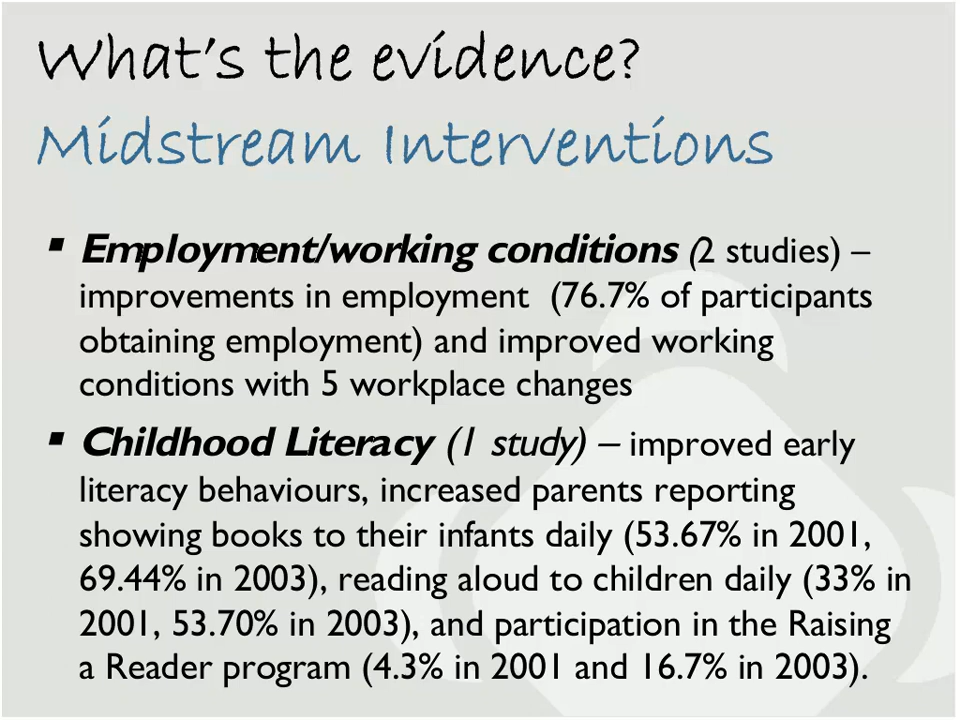 What's the evidence?
Midstream Interventions
▪ Employment/working conditions (2 studies) –
improvements in employment (76.7% of participants
obtaining employment) and improved working
conditions with 5 workplace changes
▪ Childhood Literacy (1 study) – improved early
literacy behaviours, increased parents reporting
showing books to their infants daily (53.67% in 2001,
69.44% in 2003), reading aloud to children daily (33% in
2001, 53.70% in 2003), and participation in the Raising
a Reader program (4.3% in 2001 and 16.7% in 2003).